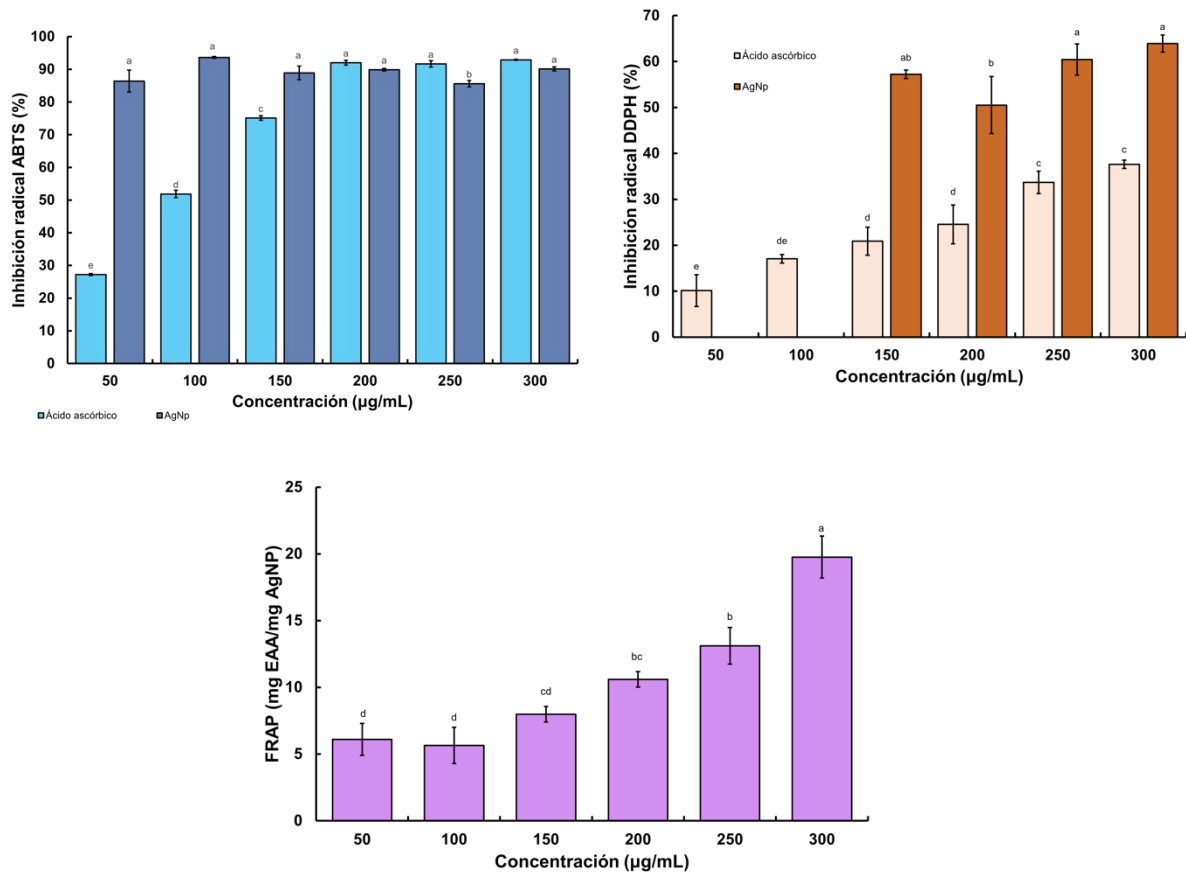 Inhibición radical ABTS (%)
100
90
80
70
60
50
40
30
20
10
0
e a d a c a a a a b a a
50 100 150 200 250 300
Concentración (µg/mL)
Ácido ascórbico AgNp
Inhibición radical DDPH (%)
70
60
50
40
30
20
10
0
Ácido ascórbico
AgNp
e de d ab d b c a c a
50 100 150 200 250 300
Concentración (µg/mL)
FRAP (mg EAA/mg AgNP)
25
20
15
10
5
0
d d cd bc b a
50 100 150 200 250 300
Concentración (µg/mL)